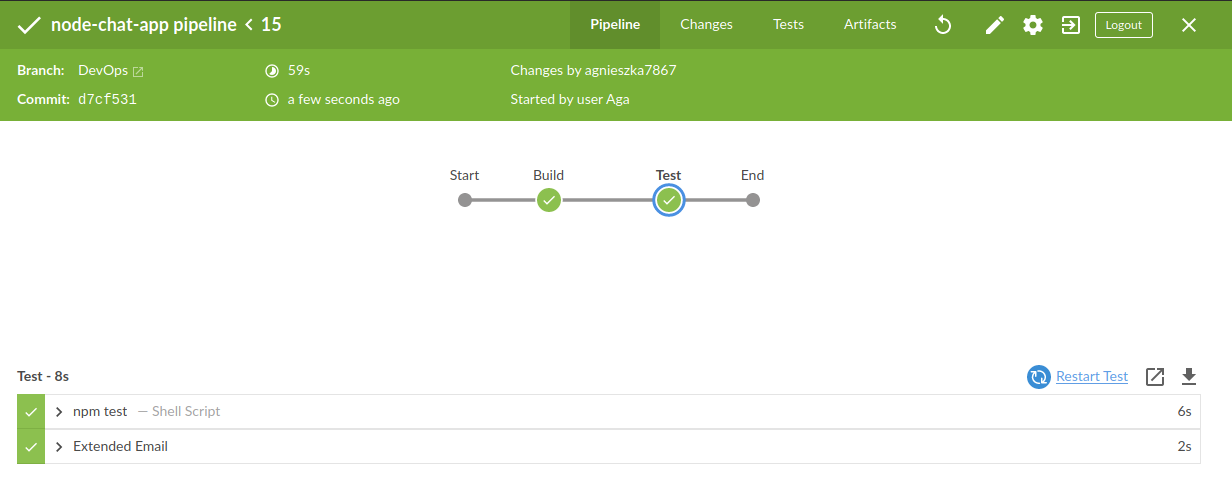 node-chat-app pipeline < 15
Pipeline Changes Tests Artifacts Logout
Branch: DevOps 59s Changes by agnieszka7867
Commit: d7cf531 a few seconds ago Started by user Aga
Start Build Test End
Test - 8s Restart Test
npm test — Shell Script 6s
Extended Email 2s